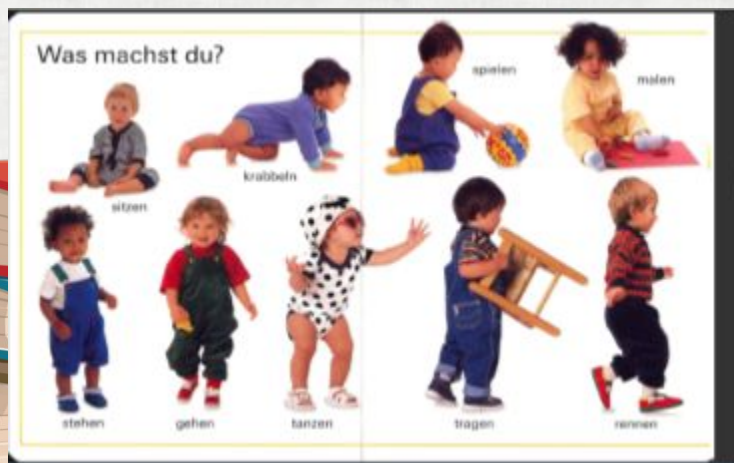 Was machst du?
sitzen
krabbeln
spielen
malen
stehen
gehen
tanzen
tragen
rennen